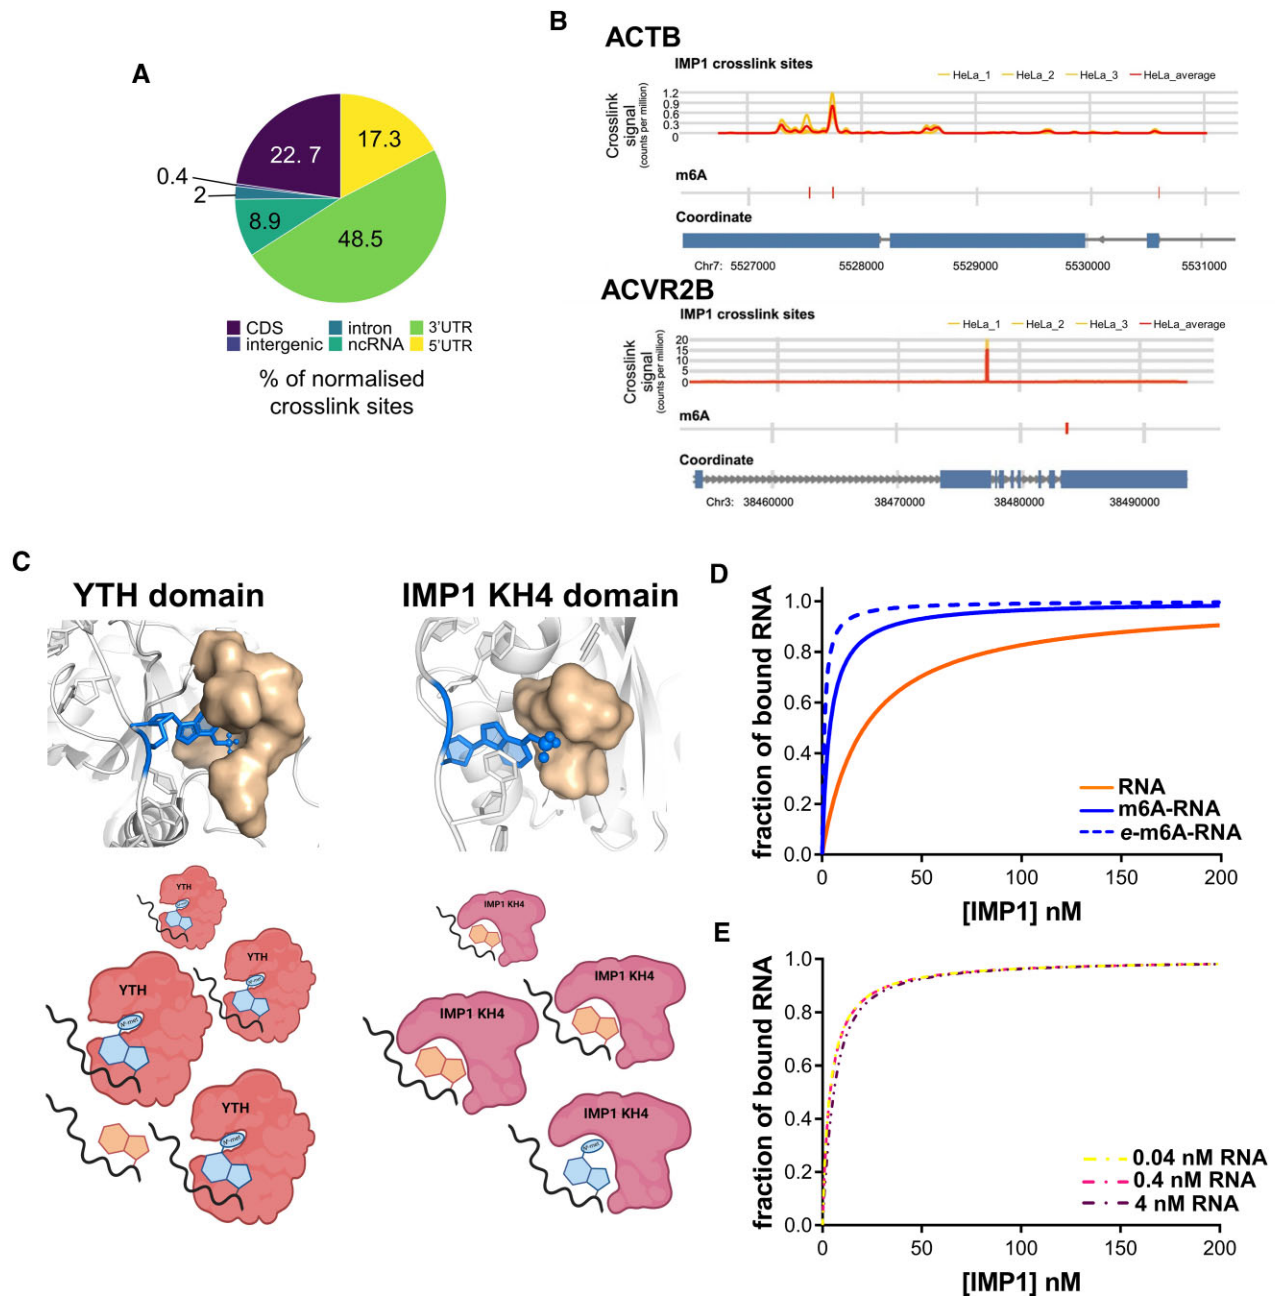 A
22. 7
17.3
0.4
2
8.9
48.5
CDS
intron
3'UTR
intergenic
ncRNA
5'UTR
% of normalised
crosslink sites
B
ACTB
IMP1 crosslink sites
HeLa_1
HeLa_2
HeLa_3
HeLa_average
Crosslink
signal
(counts per million)
1.2
0.9
0.6
0.3
0
m6A
Coordinate
Chr7:
5527000
5528000
5529000
5530000
5531000
ACVR2B
IMP1 crosslink sites
HeLa_1
HeLa_2
HeLa_3
HeLa_average
Crosslink
signal
(counts per million)
20
15
10
5
0
m6A
Coordinate
Chr3:
38460000
38470000
38480000
38490000
C
YTH domain
IMP1 KH4 domain
YTH
YTH
YTH
N⁶-met
YTH
N⁶-met
IMP1 KH4
IMP1 KH4
IMP1 KH4
IMP1 KH4
N⁶-met
D
fraction of bound RNA
1.0
0.8
0.6
0.4
0.2
0.0
RNA
m6A-RNA
e-m6A-RNA
0
50
100
150
200
[IMP1] nM
E
fraction of bound RNA
1.0
0.8
0.6
0.4
0.2
0.0
0.04 nM RNA
0.4 nM RNA
4 nM RNA
0
50
100
150
200
[IMP1] nM